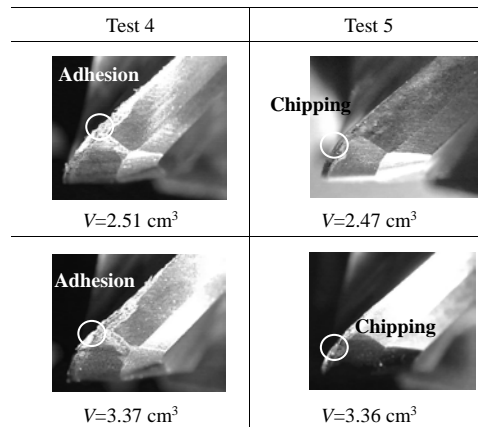 Test 4
Test 5
Adhesion
Chipping
V=2.51 cm³
V=2.47 cm³
Adhesion
Chipping
V=3.37 cm³
V=3.36 cm³